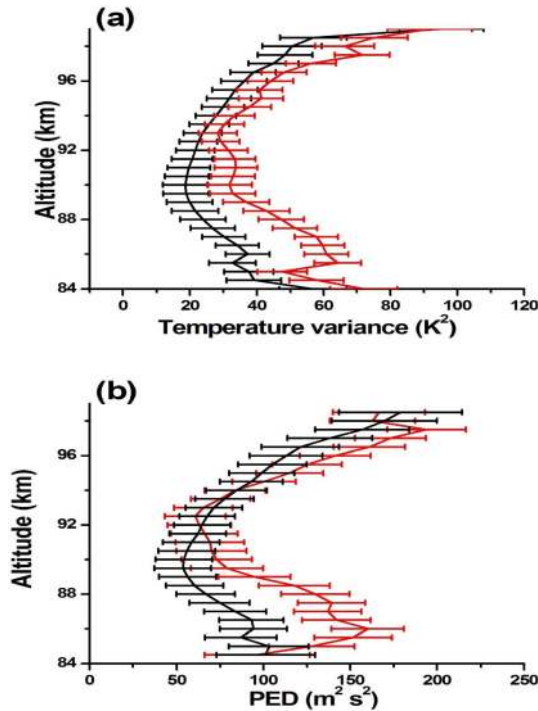 (a)
Altitude (km)
96
92
88
84
0 20 40 60 80 100 120
Temperature variance (K²)
(b)
Altitude (km)
96
92
88
84
0 50 100 150 200 250
PED (m² s²)